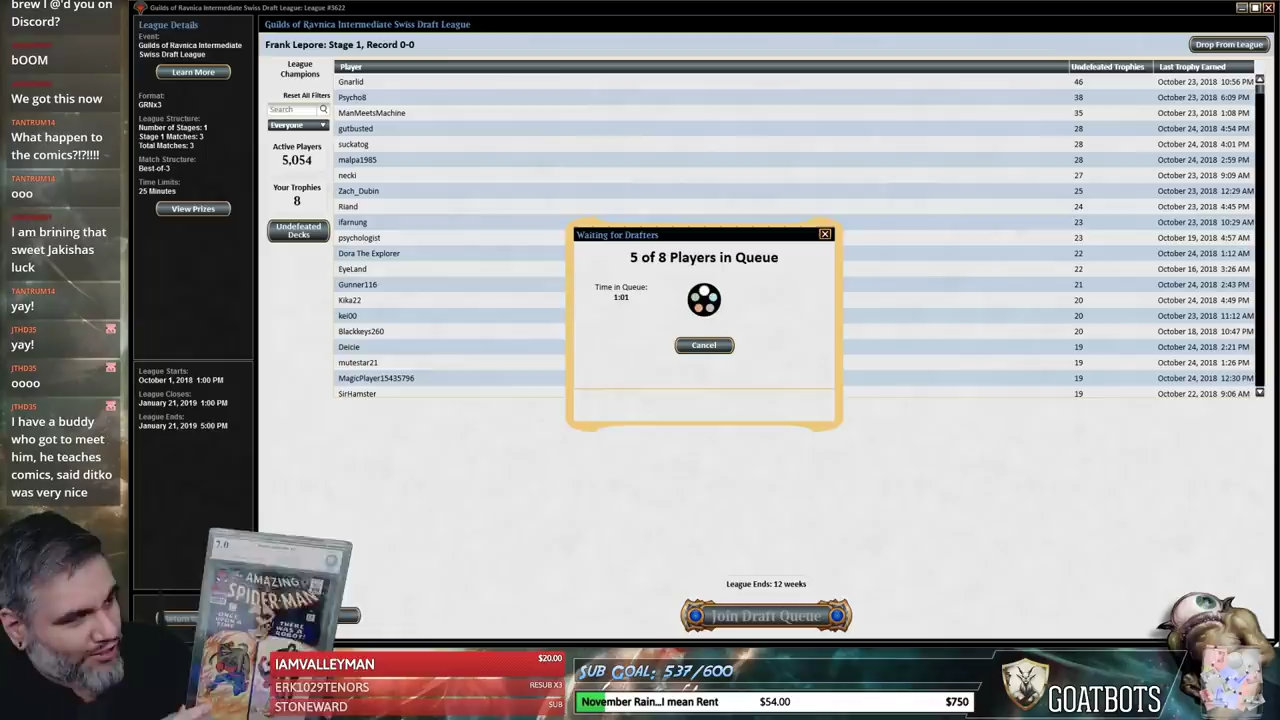 brew I @'d you on
Discord?
bOOM
We got this now
TANTRUM14
What happen to
the comics?!?!!!!
TANTRUM14
ooo
I am brining that
sweet Jakishas
luck
TANTRUM14
yay!
JTHD35
yay!
JTHD35
oooo
JTHD35
I have a buddy
who got to meet
him, he teaches
comics, said ditko
was very nice
Guilds of Ravnica Intermediate Swiss Draft League: League #3622
League Details
Event:
Guilds of Ravnica Intermediate
Swiss Draft League
Learn More
Format:
GRNx3
League Structure:
Number of Stages: 1
Stage 1 Matches: 3
Total Matches: 3
Match Structure:
Best-of-3
Time Limits:
25 Minutes
View Prizes
League Starts:
October 1, 2018 1:00 PM
League Closes:
January 21, 2019 1:00 PM
League Ends:
January 21, 2019 5:00 PM
Guilds of Ravnica Intermediate Swiss Draft League
Frank Lepore: Stage 1, Record 0-0
Drop From League
League
Champions
Reset All Filters
Search
Everyone
Active Players
5,054
Your Trophies
8
Undefeated
Decks
Player Undefeated Trophies Last Trophy Earned
Gnarlid 46 October 23, 2018 10:56 PM
Psycho8 38 October 23, 2018 6:09 PM
ManMeetsMachine 35 October 23, 2018 1:08 PM
gutbusted 28 October 24, 2018 4:54 PM
suckatog 28 October 24, 2018 4:01 PM
malpa1985 28 October 24, 2018 2:59 PM
necki 27 October 23, 2018 9:09 AM
Zach_Dubin 25 October 23, 2018 12:29 AM
Riand 24 October 23, 2018 4:45 PM
ifarnung 23 October 23, 2018 10:29 AM
psychologist 23 October 19, 2018 4:57 AM
Dora The Explorer 22 October 24, 2018 1:12 AM
EyeLand 22 October 16, 2018 3:26 AM
Gunner116 21 October 24, 2018 2:43 PM
Kika22 20 October 24, 2018 4:49 PM
kei00 20 October 23, 2018 11:12 AM
Blackkeys260 20 October 18, 2018 10:47 PM
Deicie 19 October 24, 2018 2:21 PM
mutestar21 19 October 24, 2018 1:26 PM
MagicPlayer15435796 19 October 24, 2018 12:30 PM
SirHamster 19 October 22, 2018 9:06 AM
Waiting for Drafters
5 of 8 Players in Queue
Time in Queue:
1:01
Cancel
League Ends: 12 weeks
Join Draft Queue
7.0
AMAZING
SPIDER-MAN
ONCE
UPON A
TIME
THERE
WAS A
ROBOT!
IAMVALLEYMAN $20.00
ERK1029TENORS RESUB X3
STONEWARD SUB
SUB GOAL: 537/600
November Rain...I mean Rent $54.00 $750
GOATBOTS